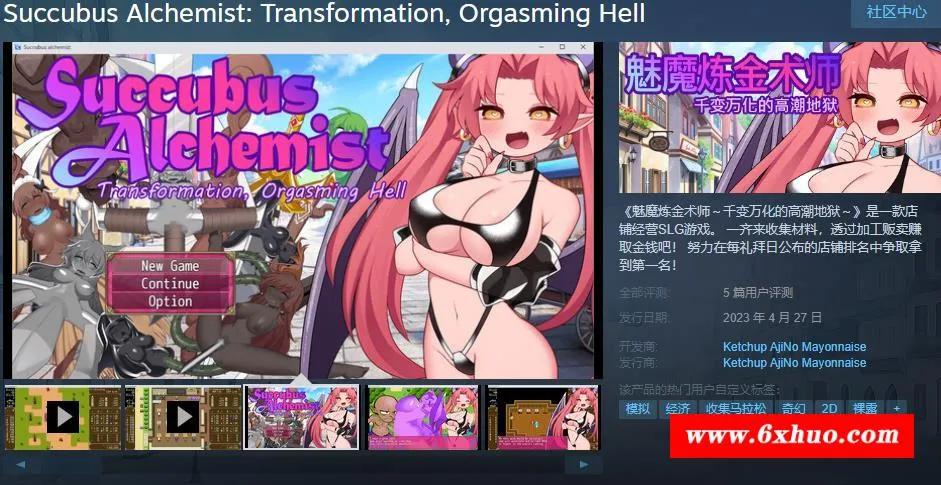 Succubus Alchemist: Transformation, Orgasming Hell
社区中心
Succubus alchemist
Succubus
Alchemist
Transformation, Orgasming Hell
New Game
Continue
Option
魅魔炼金术师
千变万化的高潮地狱
《魅魔炼金术师～千变万化的高潮地狱～》是一款店
铺经营SLG游戏。 一齐来收集材料，透过加工贩卖赚
取金钱吧！ 努力在每礼拜日公布的店铺排名中争取拿
到第一名！
全部评测: 5 篇用户评测
发行日期: 2023 年 4 月 27 日
开发商: Ketchup AjiNo Mayonnaise
发行商: Ketchup AjiNo Mayonnaise
该产品的热门用户自定义标签:
模拟 经济 收集马拉松 奇幻 2D 裸露 +
Succubus
Alchemist
www.6xhuo.com